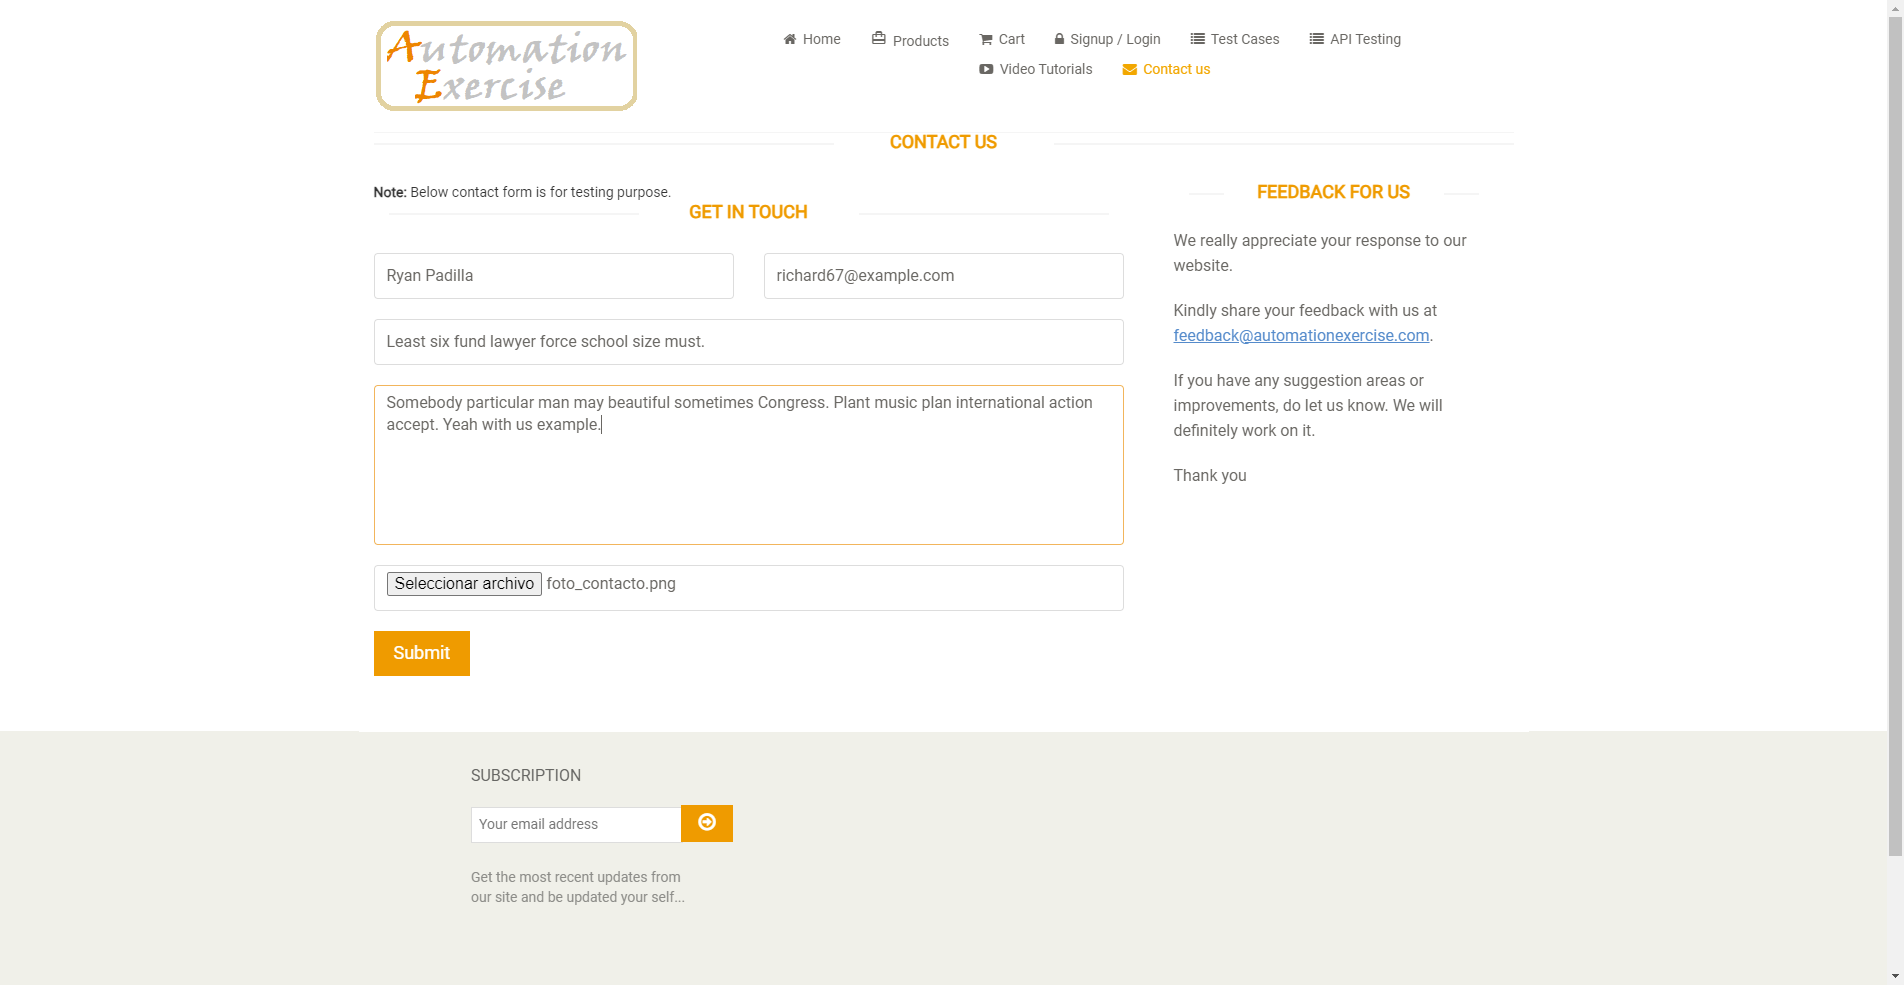 Automation
Exercise
Home
Products
Cart
Signup / Login
Test Cases
API Testing
Video Tutorials
Contact us
CONTACT US
Note: Below contact form is for testing purpose.
GET IN TOUCH
Ryan Padilla
richard67@example.com
Least six fund lawyer force school size must.
Somebody particular man may beautiful sometimes Congress. Plant music plan international action
accept. Yeah with us example.
Seleccionar archivo foto_contacto.png
Submit
FEEDBACK FOR US
We really appreciate your response to our
website.
Kindly share your feedback with us at
feedback@automationexercise.com.
If you have any suggestion areas or
improvements, do let us know. We will
definitely work on it.
Thank you
SUBSCRIPTION
Your email address
Get the most recent updates from
our site and be updated your self...